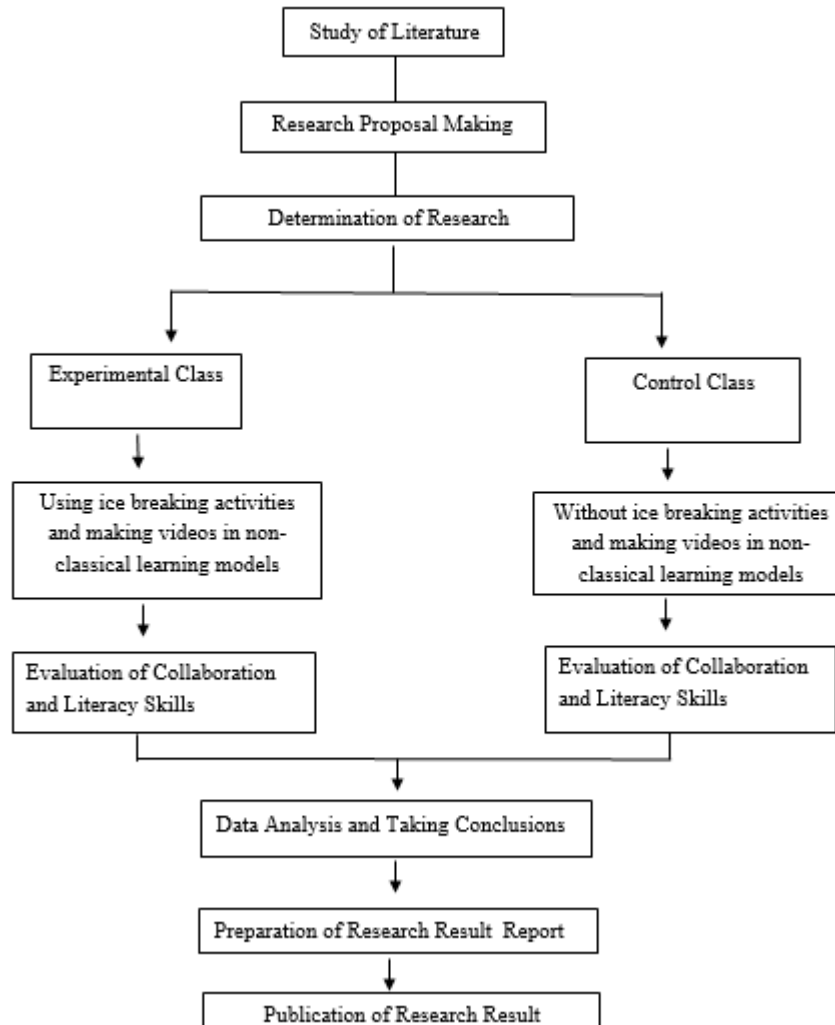 Study of Literature
Research Proposal Making
Determination of Research
Experimental Class
Control Class
Using ice breaking activities
and making videos in non-
classical learning models
Without ice breaking activities
and making videos in non-
classical learning models
Evaluation of Collaboration
and Literacy Skills
Evaluation of Collaboration
and Literacy Skills
Data Analysis and Taking Conclusions
Preparation of Research Result Report
Publication of Research Result